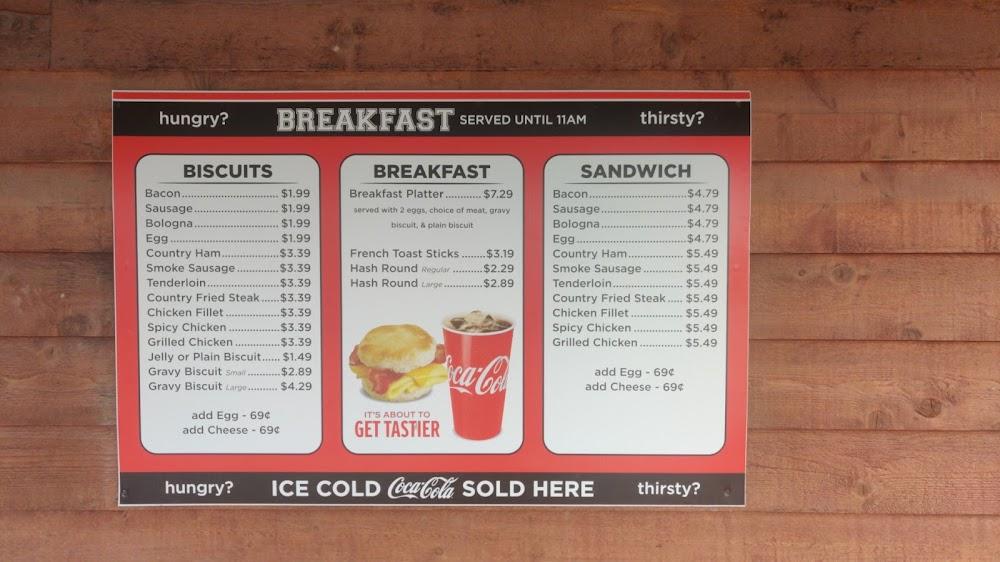 hungry? BREAKFAST SERVED UNTIL 11AM thirsty?
BISCUITS
Bacon........................ $1.99
Sausage..................... $1.99
Bologna..................... $1.99
Egg........................... $1.99
Country Ham...............$3.39
Smoke Sausage...........$3.39
Tenderloin..................$3.39
Country Fried Steak.....$3.39
Chicken Fillet..............$3.39
Spicy Chicken .............$3.39
Grilled Chicken............$3.39
Jelly or Plain Biscuit..... $1.49
Gravy Biscuit Small .........$2.89
Gravy Biscuit Large..........$4.29
add Egg - 69¢
add Cheese - 69¢
BREAKFAST
Breakfast Platter........... $7.29
served with 2 eggs, choice of meat, gravy
biscuit, & plain biscuit
French Toast Sticks .......$3.19
Hash Round Regular .........$2.29
Hash Round Large............$2.89
Coca-Cola
IT'S ABOUT TO
GET TASTIER
SANDWICH
Bacon........................$4.79
Sausage.....................$4.79
Bologna.....................$4.79
Egg...........................$4.79
Country Ham...............$5.49
Smoke Sausage...........$5.49
Tenderloin..................$5.49
Country Fried Steak..... $5.49
Chicken Fillet.............. $5.49
Spicy Chicken ............. $5.49
Grilled Chicken............ $5.49
add Egg - 69¢
add Cheese - 69¢
hungry? ICE COLD Coca-Cola SOLD HERE thirsty?